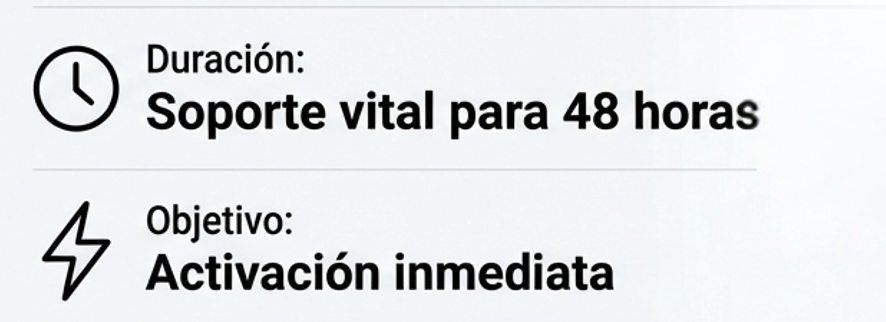 Duración:
Soporte vital para 48 horas
Objetivo:
Activación inmediata